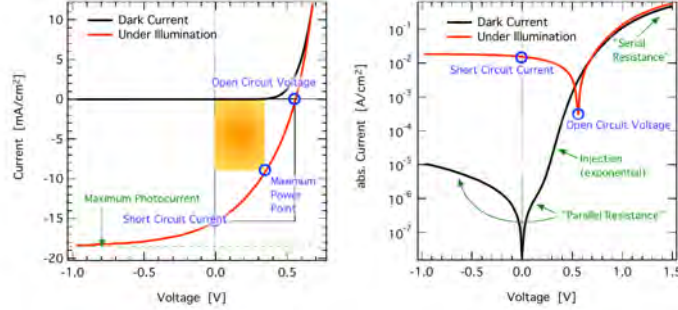 Dark Current
Under Illumination
Open Circuit Voltage
Maximum
Power
Point
Maximum Photocurrent
Short Circuit Current
Current [mA/cm²]
10
5
0
-5
-10
-15
-20
-1.0
-0.5
0.0
0.5
Voltage [V]
Dark Current
Under Illumination
"Serial
Resistance"
Short Circuit Current
Open Circuit Voltage
Injection
(exponential)
"Parallel Resistance"
abs. Current [A/cm²]
10⁻¹
10⁻²
10⁻³
10⁻⁴
10⁻⁵
10⁻⁶
10⁻⁷
-1.0
-0.5
0.0
0.5
1.0
1.5
Voltage [V]